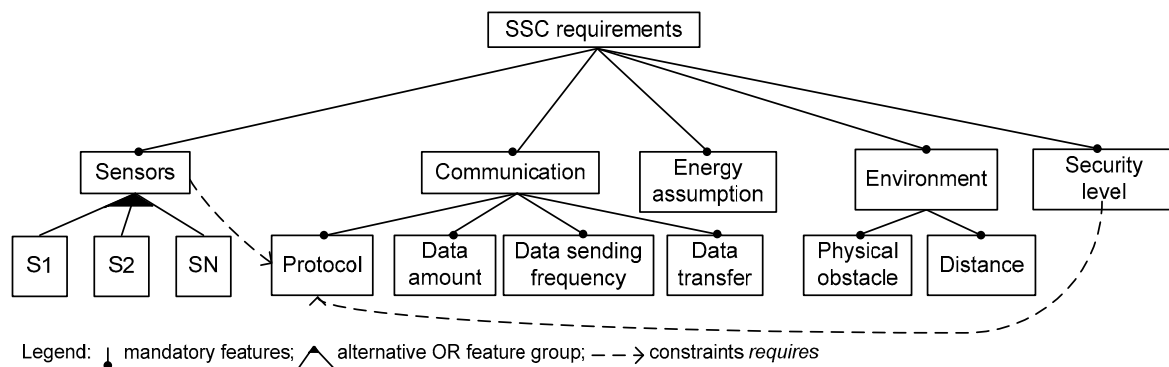 SSC requirements
Sensors
Communication
Energy
assumption
Environment
Security
level
S1
S2
SN
Protocol
Data
amount
Data sending
frequency
Data
transfer
Physical
obstacle
Distance
Legend: mandatory features; alternative OR feature group; constraints requires